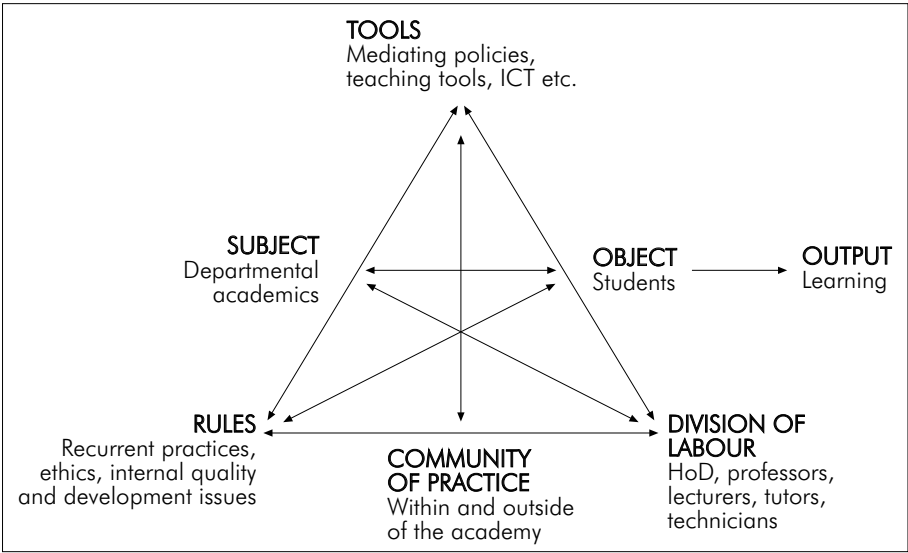 TOOLS
Mediating policies,
teaching tools, ICT etc.
SUBJECT
Departmental
academics
OBJECT
Students
OUTPUT
Learning
RULES
Recurrent practices,
ethics, internal quality
and development issues
COMMUNITY
OF PRACTICE
Within and outside
of the academy
DIVISION OF
LABOUR
HoD, professors,
lecturers, tutors,
technicians